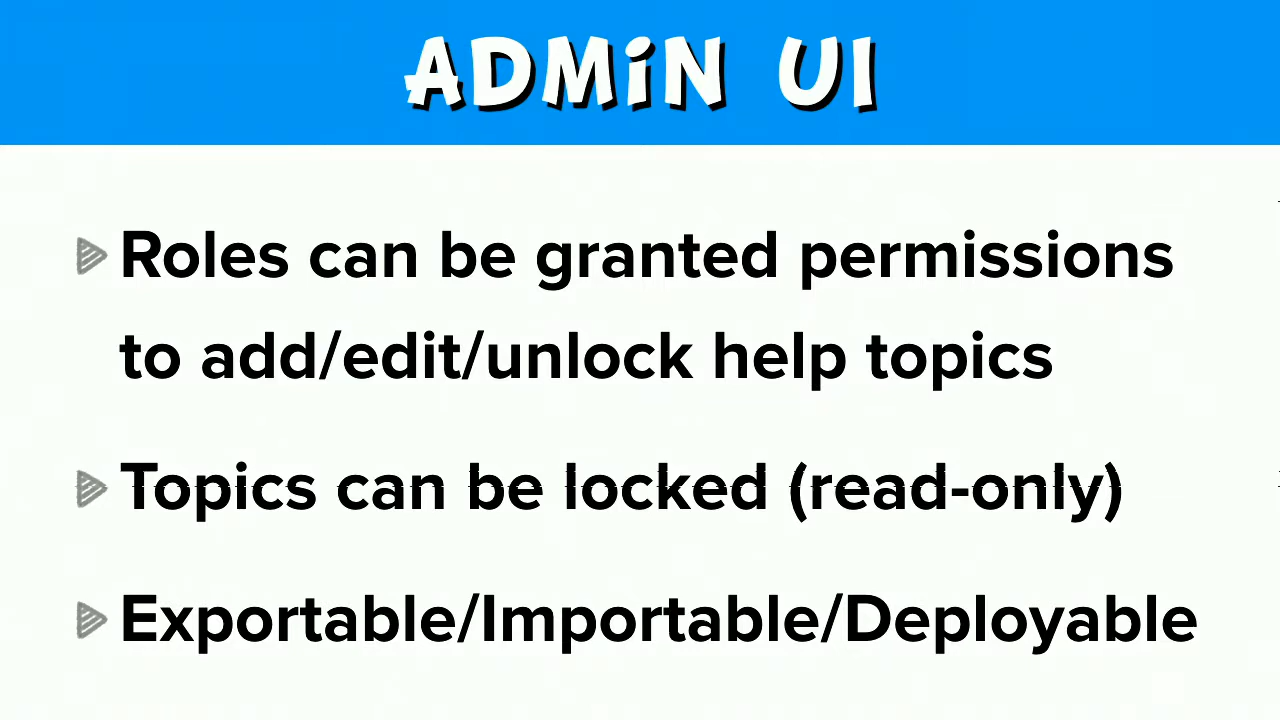 ADMIN UI
Roles can be granted permissions
to add/edit/unlock help topics
Topics can be locked (read-only)
Exportable/Importable/Deployable